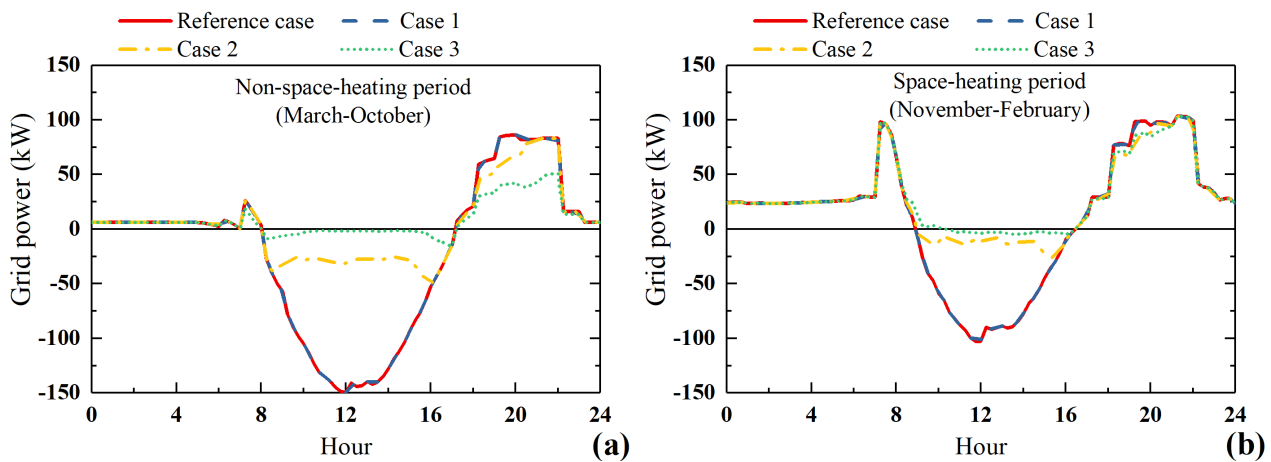 Reference case Case 1
Case 2 Case 3
Non-space-heating period
(March-October)
Grid power (kW)
150
100
50
0
-50
-100
-150
0 4 8 12 16 20 24
Hour
(a)
Reference case Case 1
Case 2 Case 3
Space-heating period
(November-February)
Grid power (kW)
150
100
50
0
-50
-100
-150
0 4 8 12 16 20 24
Hour
(b)